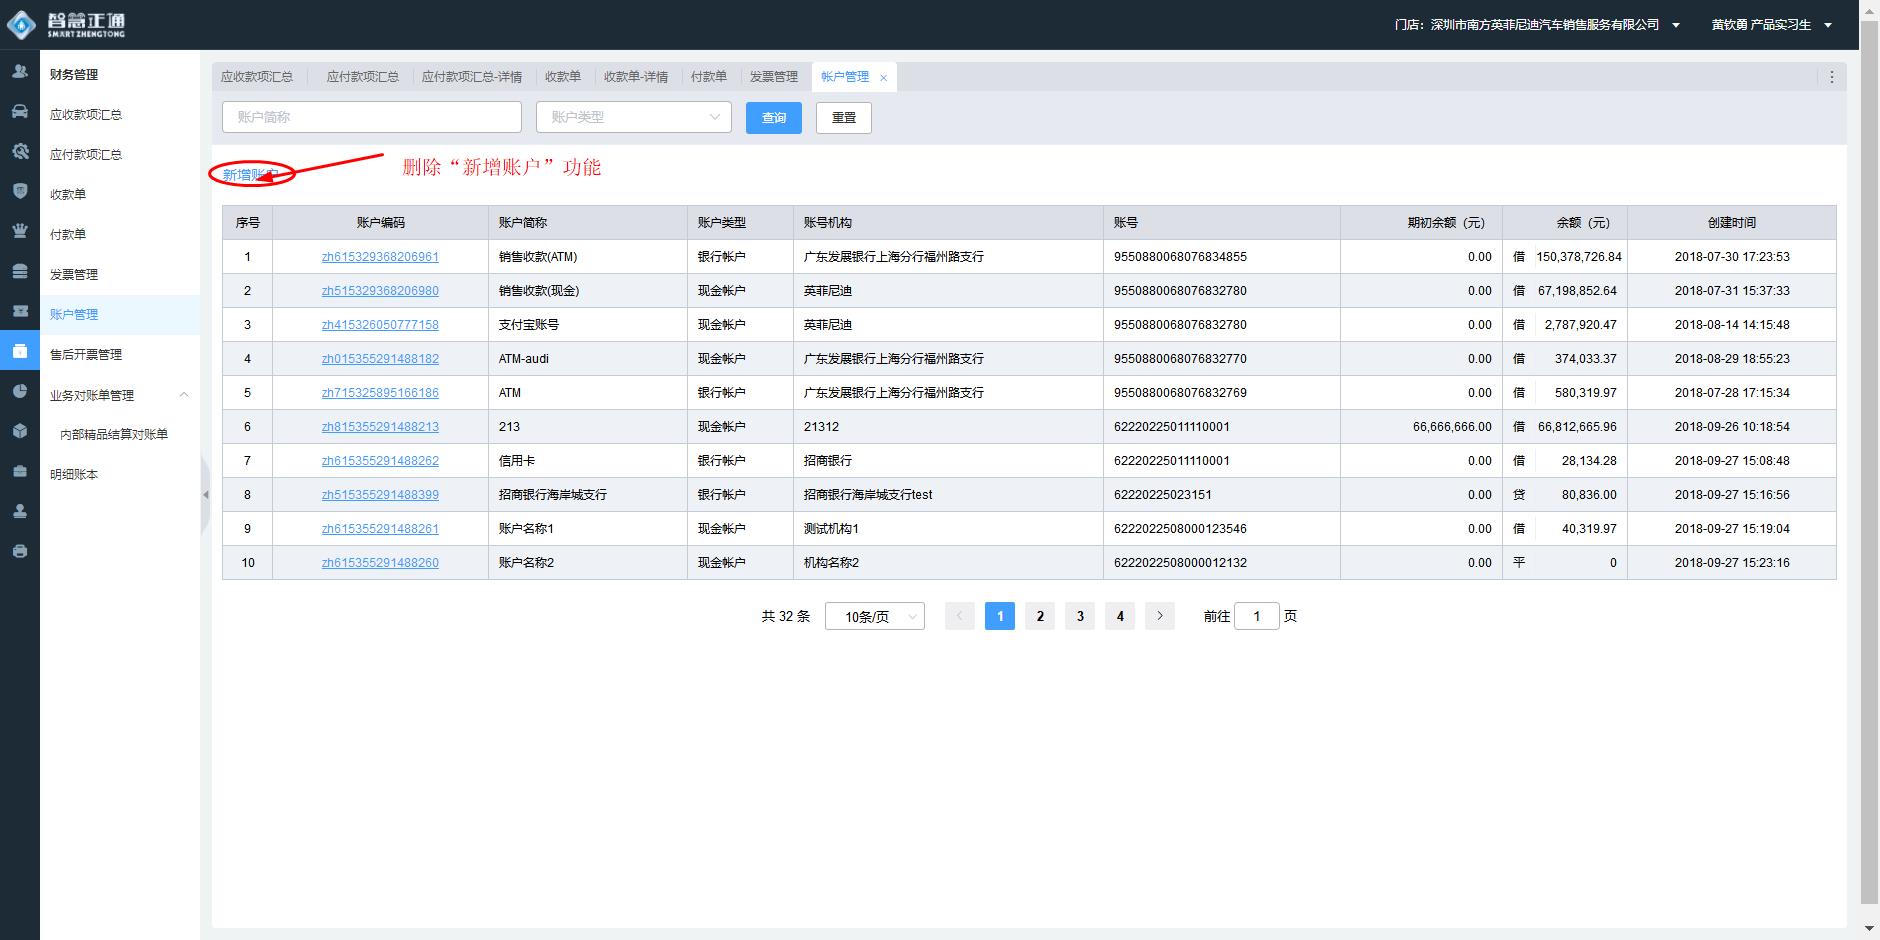 智慧正通
SMART ZHENGTONG
门店：深圳市南方英菲尼迪汽车销售服务有限公司
黄钦勇 产品实习生
财务管理
应收款项汇总
应付款项汇总
收款单
付款单
发票管理
账户管理
售后开票管理
业务对账单管理
内部精品结算对账单
明细账本
应收款项汇总 应付款项汇总 应付款项汇总-详情 收款单 收款单-详情 付款单 发票管理 帐户管理 ×
账户简称 账户类型 查询 重置
新增账户
删除“新增账户”功能
序号 账户编码 账户简称 账户类型 账号机构 账号 期初余额（元） 余额（元） 创建时间
1 zh615329368206961 销售收款(ATM) 银行帐户 广东发展银行上海分行福州路支行 9550880068076834855 0.00 借 150,378,726.84 2018-07-30 17:23:53
2 zh515329368206980 销售收款(现金) 现金帐户 英菲尼迪 9550880068076832780 0.00 借 67,198,852.64 2018-07-31 15:37:33
3 zh415326050777158 支付宝账号 现金帐户 英菲尼迪 9550880068076832780 0.00 借 2,787,920.47 2018-08-14 14:15:48
4 zh015355291488182 ATM-audi 现金帐户 广东发展银行上海分行福州路支行 9550880068076832770 0.00 借 374,033.37 2018-08-29 18:55:23
5 zh715325895166186 ATM 银行帐户 广东发展银行上海分行福州路支行 9550880068076832769 0.00 借 580,319.97 2018-07-28 17:15:34
6 zh815355291488213 213 现金帐户 21312 62220225011110001 66,666,666.00 借 66,812,665.96 2018-09-26 10:18:54
7 zh615355291488262 信用卡 银行帐户 招商银行 62220225011110001 0.00 借 28,134.28 2018-09-27 15:08:48
8 zh515355291488399 招商银行海岸城支行 银行帐户 招商银行海岸城支行test 62220225023151 0.00 贷 80,836.00 2018-09-27 15:16:56
9 zh615355291488261 账户名称1 现金帐户 测试机构1 6222022508000123546 0.00 借 40,319.97 2018-09-27 15:19:04
10 zh615355291488260 账户名称2 现金帐户 机构名称2 6222022508000012132 0.00 平 0 2018-09-27 15:23:16
共 32 条 10条/页 1 2 3 4 前往 1 页